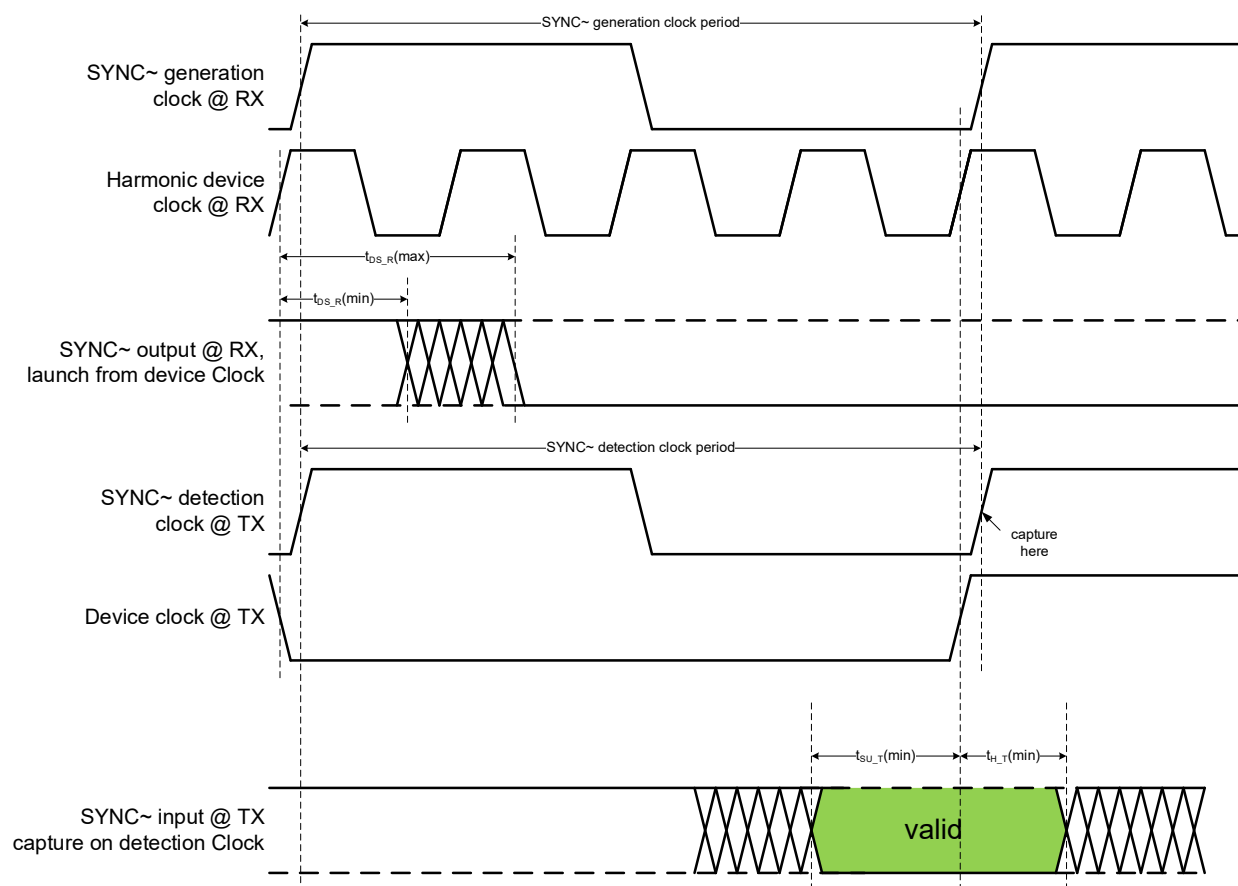 SYNC~ generation clock period
SYNC~ generation
clock @ RX
Harmonic device
clock @ RX
tDS_R(max)
tDS_R(min)
SYNC~ output @ RX,
launch from device Clock
SYNC~ detection clock period
SYNC~ detection
clock @ TX
capture
here
Device clock @ TX
tSU_T(min)
tH_T(min)
SYNC~ input @ TX
capture on detection Clock
valid